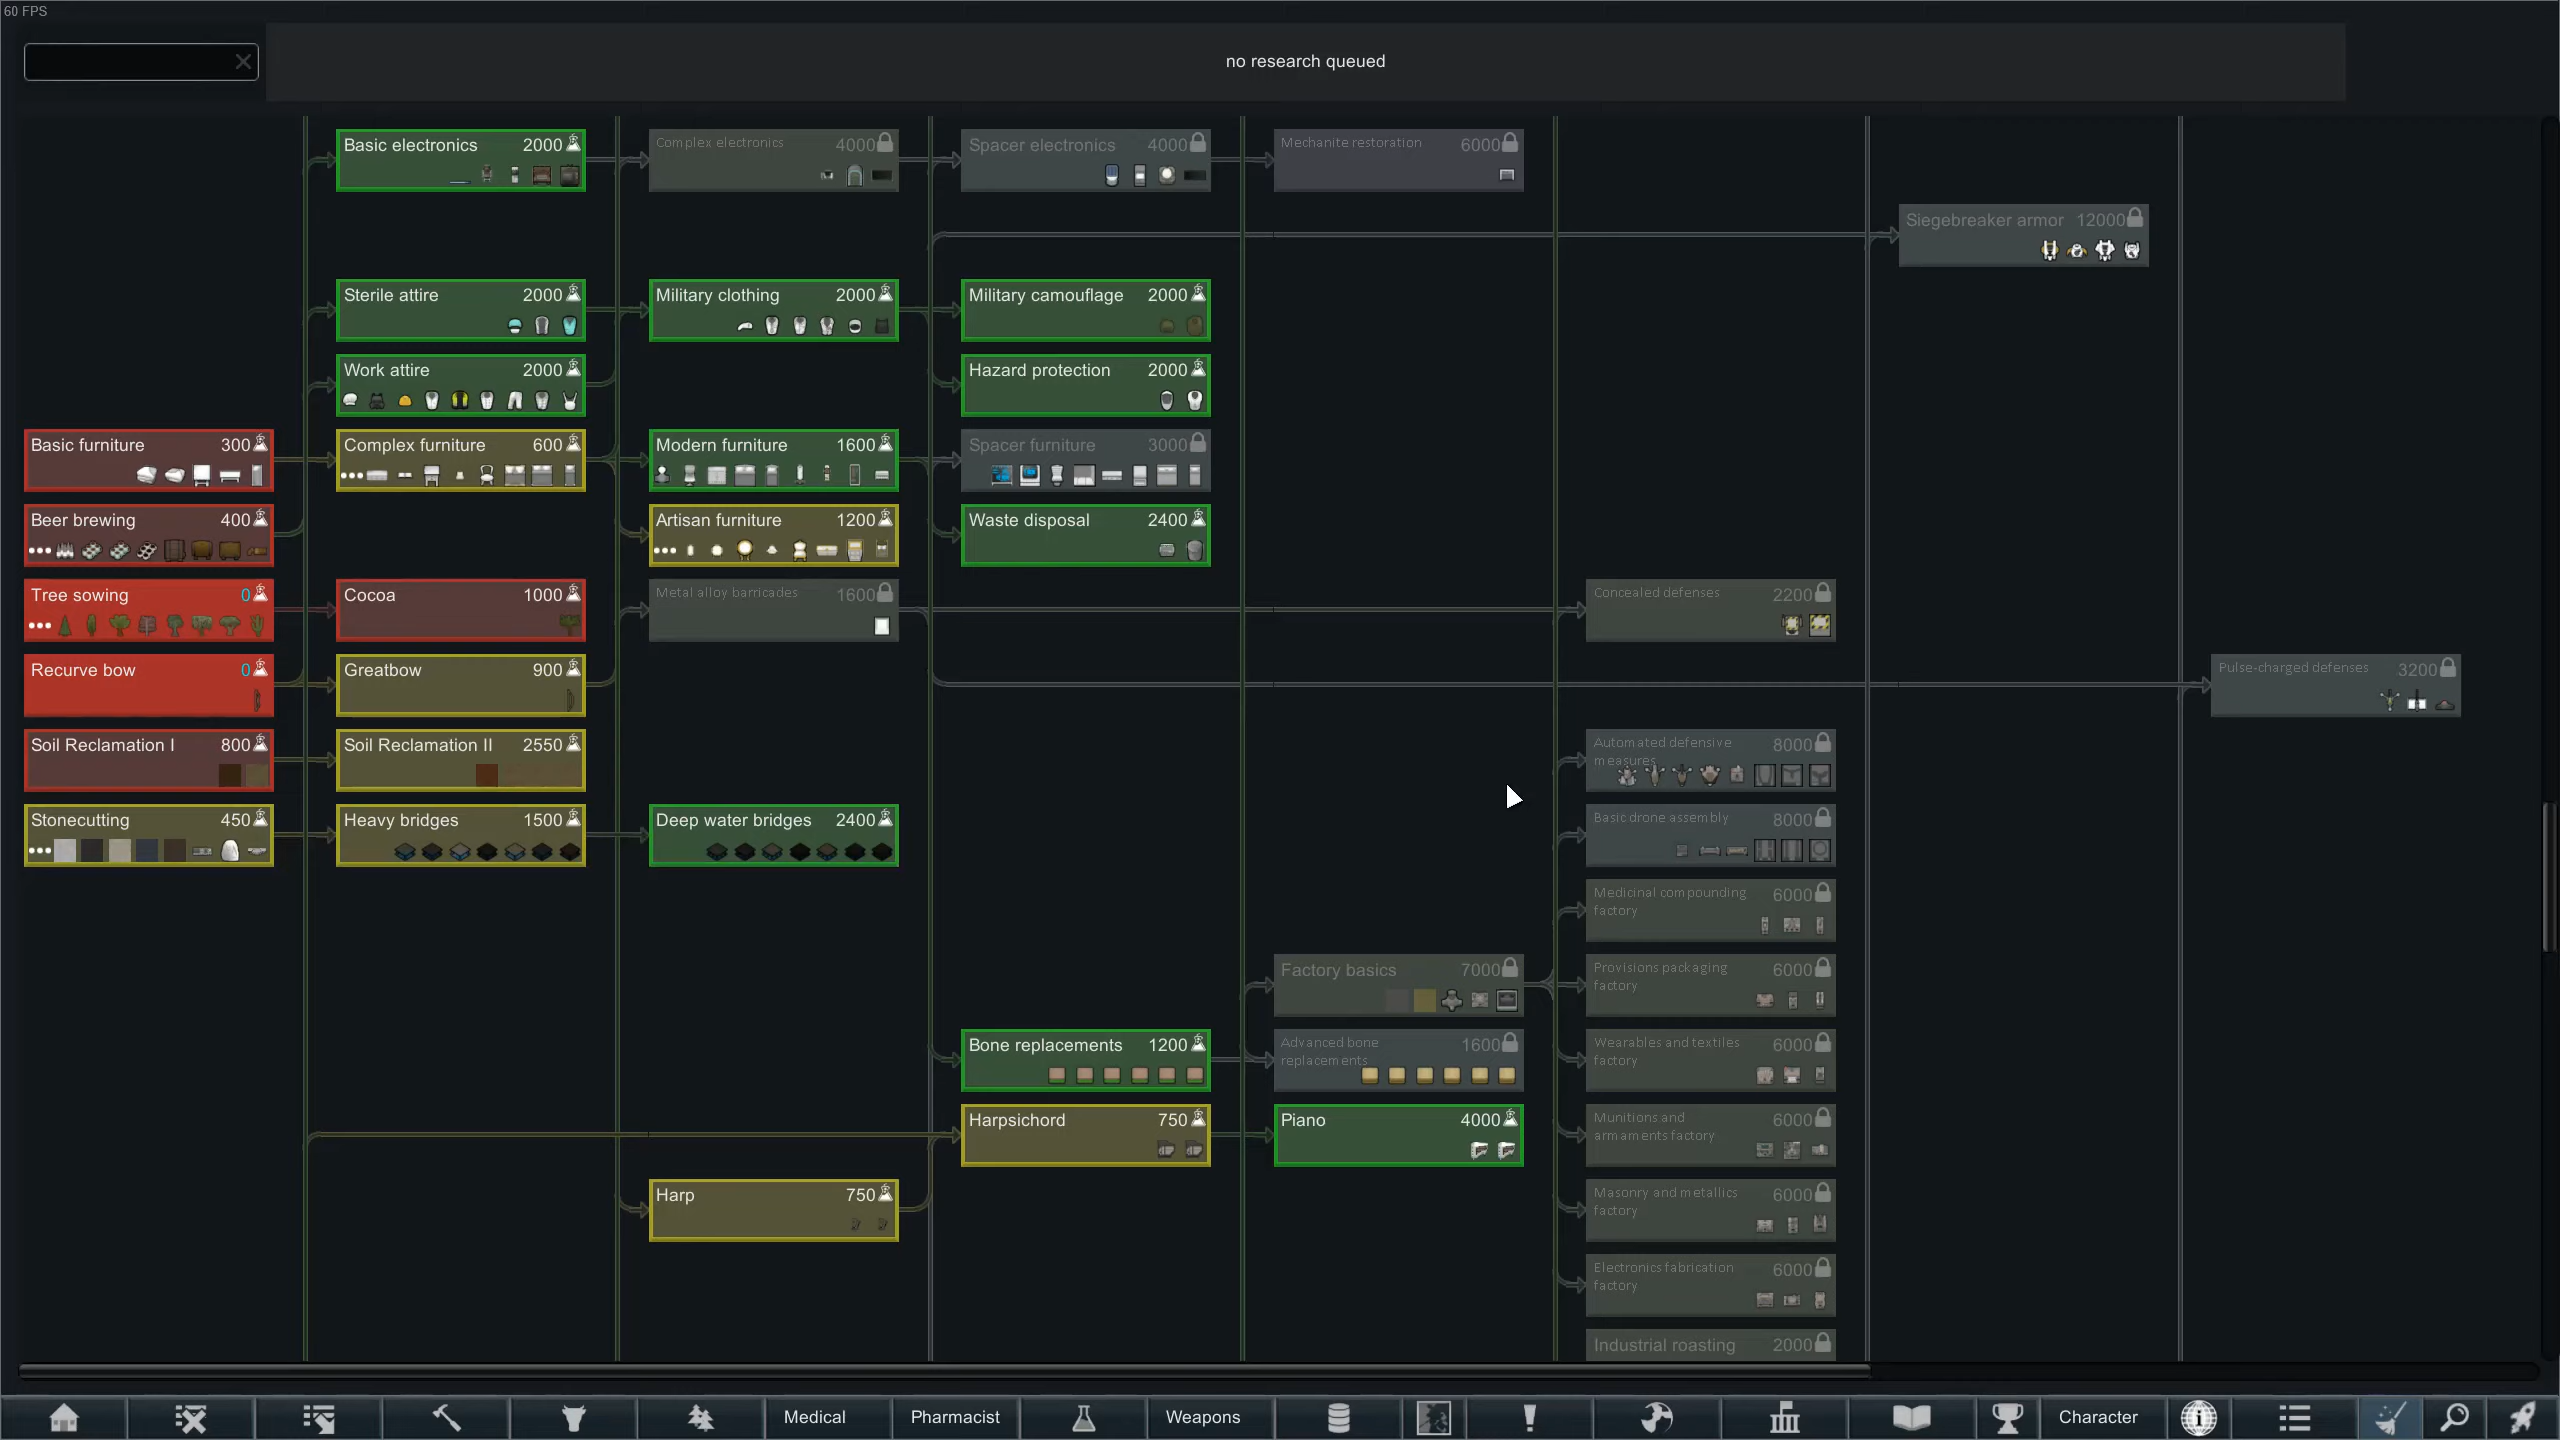 60 FPS
no research queued
Basic electronics 2000
Complex electronics 4000
Spacer electronics 4000
Mechanite restoration 6000
Siegebreaker armor 12000
Sterile attire 2000
Military clothing 2000
Military camouflage 2000
Work attire 2000
Hazard protection 2000
Basic furniture 300
Complex furniture 600
Modern furniture 1600
Spacer furniture 3000
Beer brewing 400
Artisan furniture 1200
Waste disposal 2400
Tree sowing 0
Cocoa 1000
Metal alloy barricades 1600
Concealed defenses 2200
Recurve bow 0
Greatbow 900
Pulse-charged defenses 3200
Soil Reclamation I 800
Soil Reclamation II 2550
Automated defensive 8000
measures
Stonecutting 450
Heavy bridges 1500
Deep water bridges 2400
Basic drone assembly 8000
Medicinal compounding 6000
factory
Factory basics 7000
Provisions packaging 6000
factory
Bone replacements 1200
Advanced bone 1600
replacements
Wearables and textiles 6000
factory
Harpsichord 750
Piano 4000
Munitions and 6000
armaments factory
Harp 750
Masonry and metallics 6000
factory
Electronics fabrication 6000
factory
Industrial roasting 2000
Medical
Pharmacist
Weapons
Character